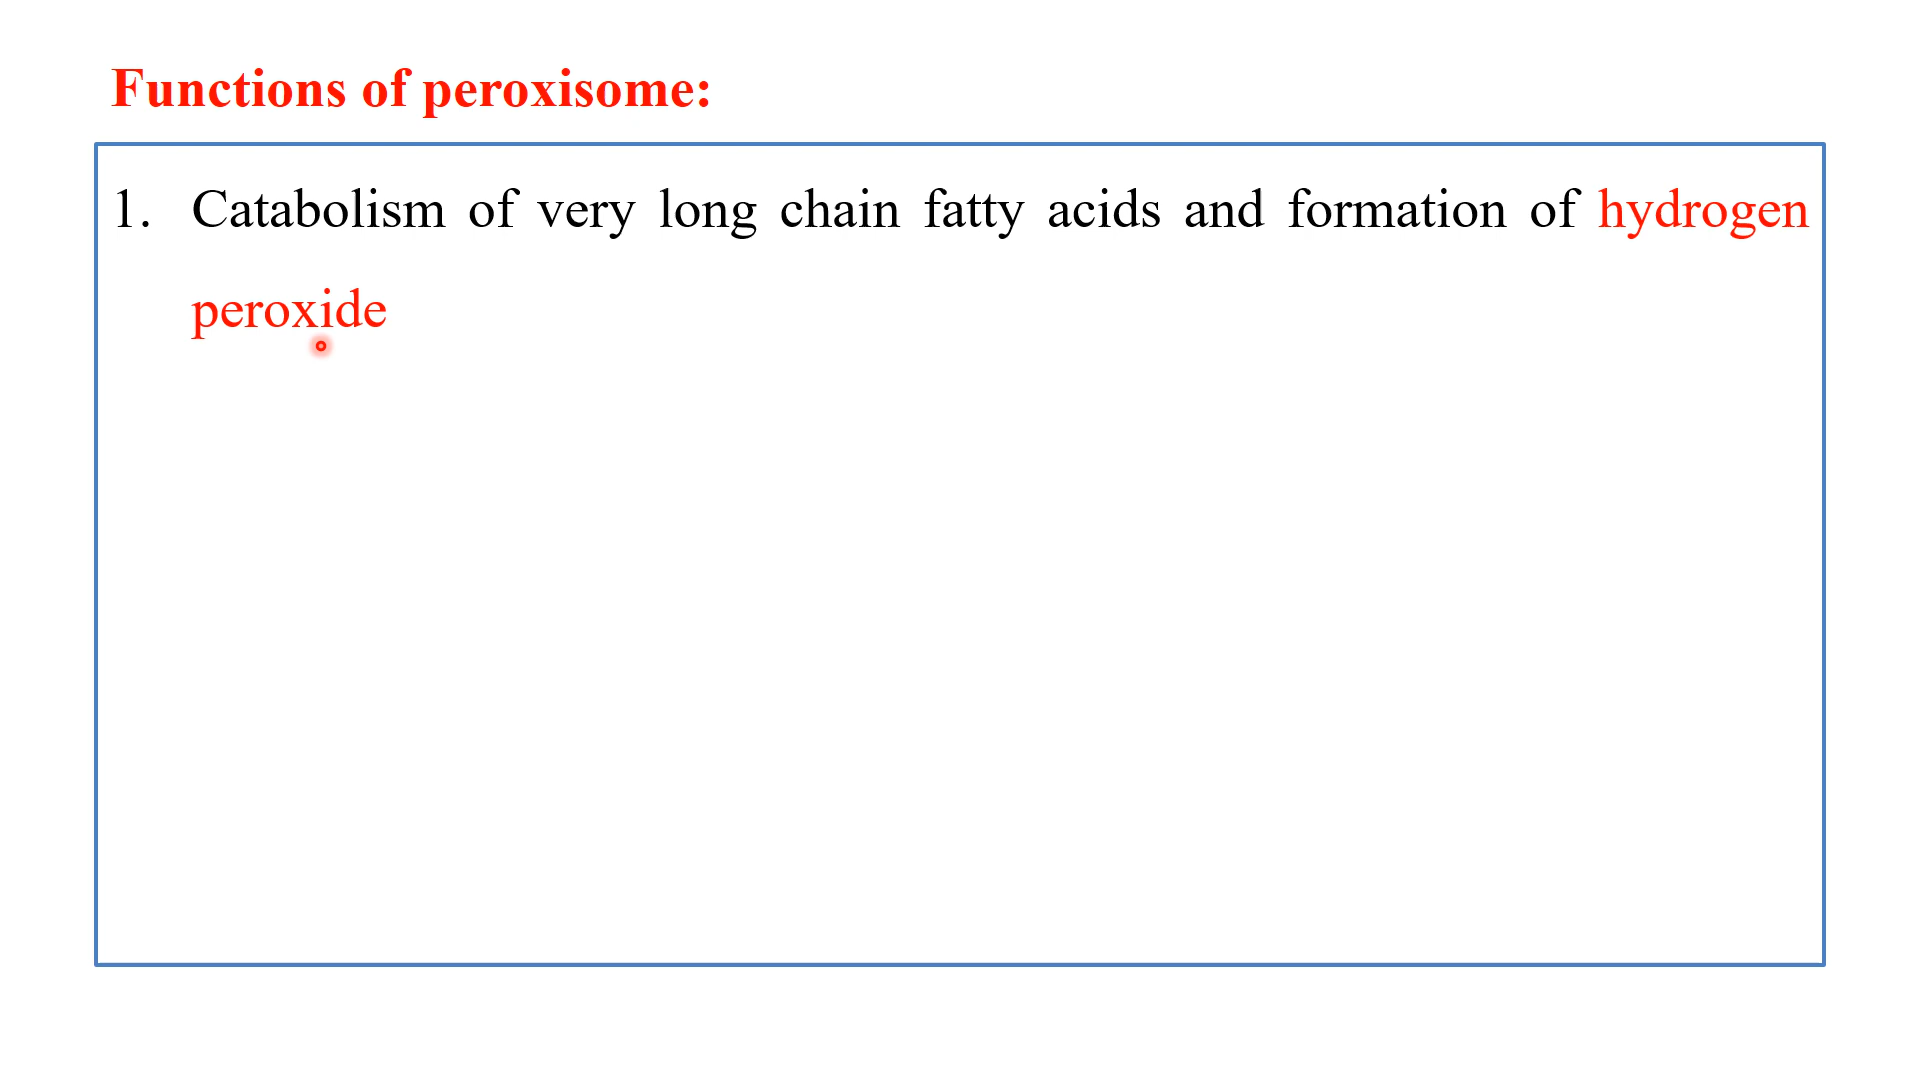 Functions of peroxisome:
1. Catabolism of very long chain fatty acids and formation of hydrogen
peroxide